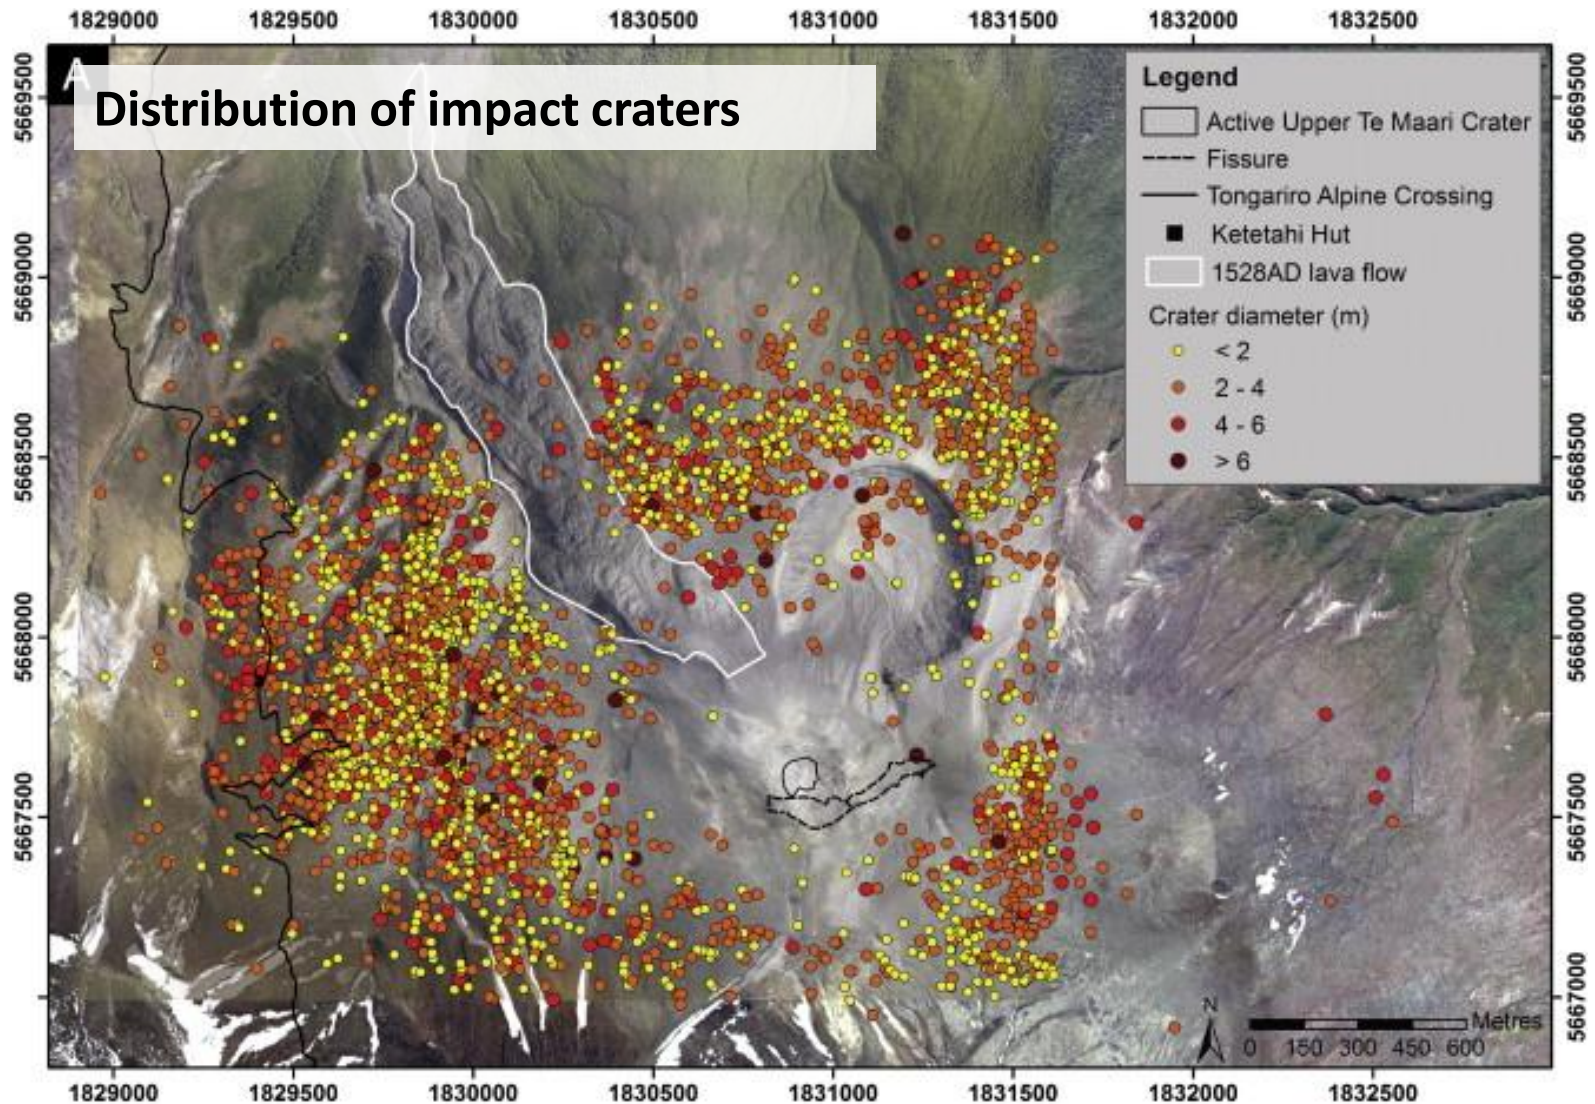 1829000 1829500 1830000 1830500 1831000 1831500 1832000 1832500
A
Distribution of impact craters
Legend
Active Upper Te Maari Crater
Fissure
Tongariro Alpine Crossing
Ketetahi Hut
1528AD lava flow
Crater diameter (m)
< 2
2 - 4
4 - 6
> 6
5669500
5669000
5668500
5668000
5667500
5667000
5669500
5669000
5668500
5668000
5667500
5667000
N
Metres
0 150 300 450 600
1829000 1829500 1830000 1830500 1831000 1831500 1832000 1832500